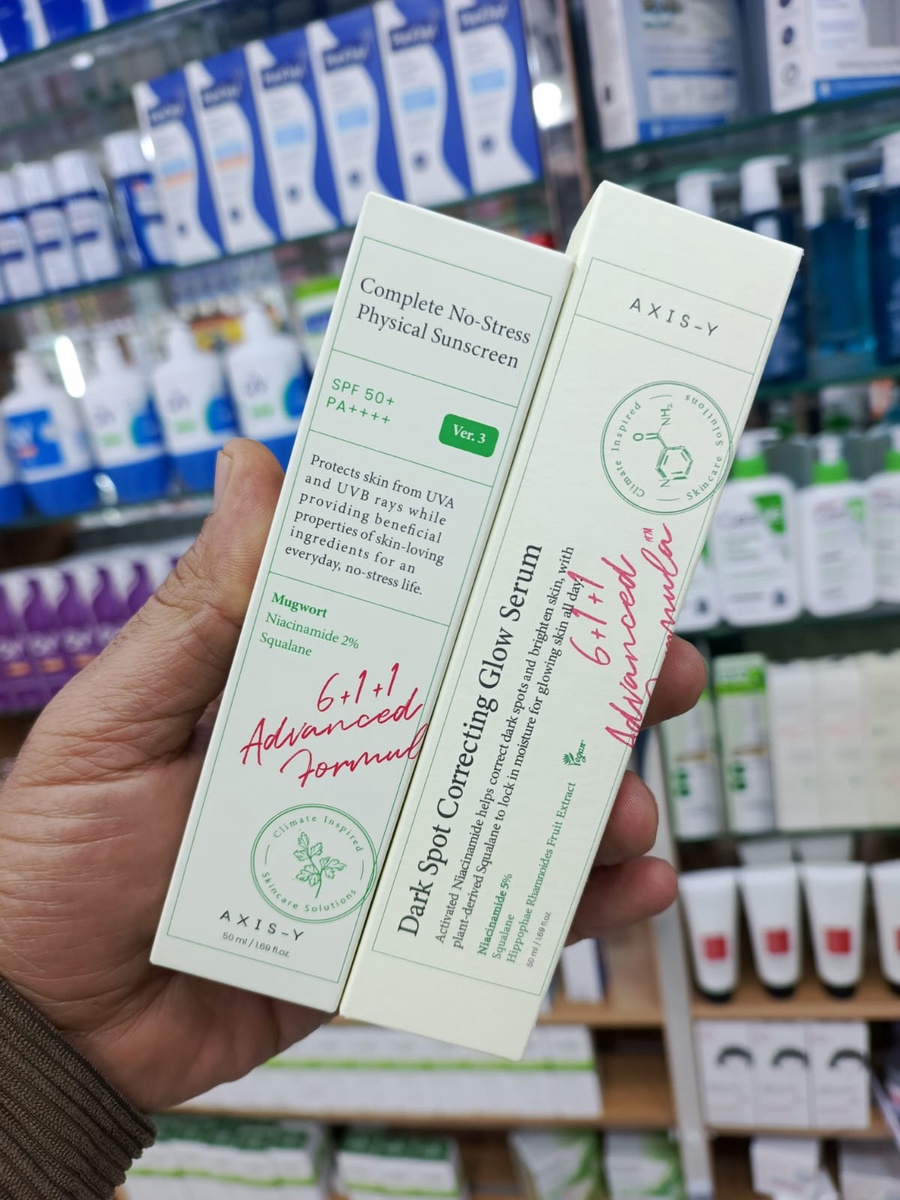 Complete No-Stress
Physical Sunscreen
SPF 50+
PA++++
Ver. 3
Protects skin from UVA
and UVB rays while
providing beneficial
properties of skin-loving
ingredients for an
everyday, no-stress life.
Mugwort
Niacinamide 2%
Squalane
6+1+1
Advanced
Formul
Climate Inspired
Skincare Solutions
AXIS-Y
50 ml / 1.69 fl.oz.
AXIS-Y
Climate Inspired
Skincare Solutions
NH₂
O
N
Dark Spot Correcting Glow Serum
Activated Niacinamide helps correct dark spots and brighten skin, with
plant-derived Squalane to lock in moisture for glowing skin all day.
6+1+1
Advanced
Formula™
Niacinamide 5%
Squalane
Hippophae Rhamnoides Fruit Extract
Vegan
50 ml / 1.69 fl.oz.